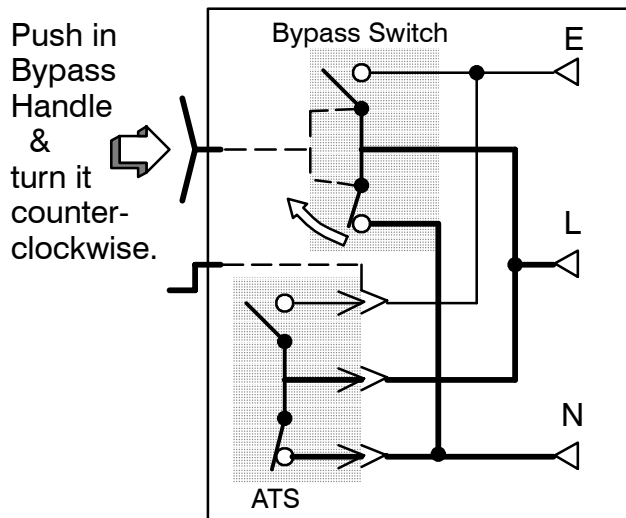 Push in
Bypass
Handle
&
turn it
counter-
clockwise.
Bypass Switch
E
L
N
ATS